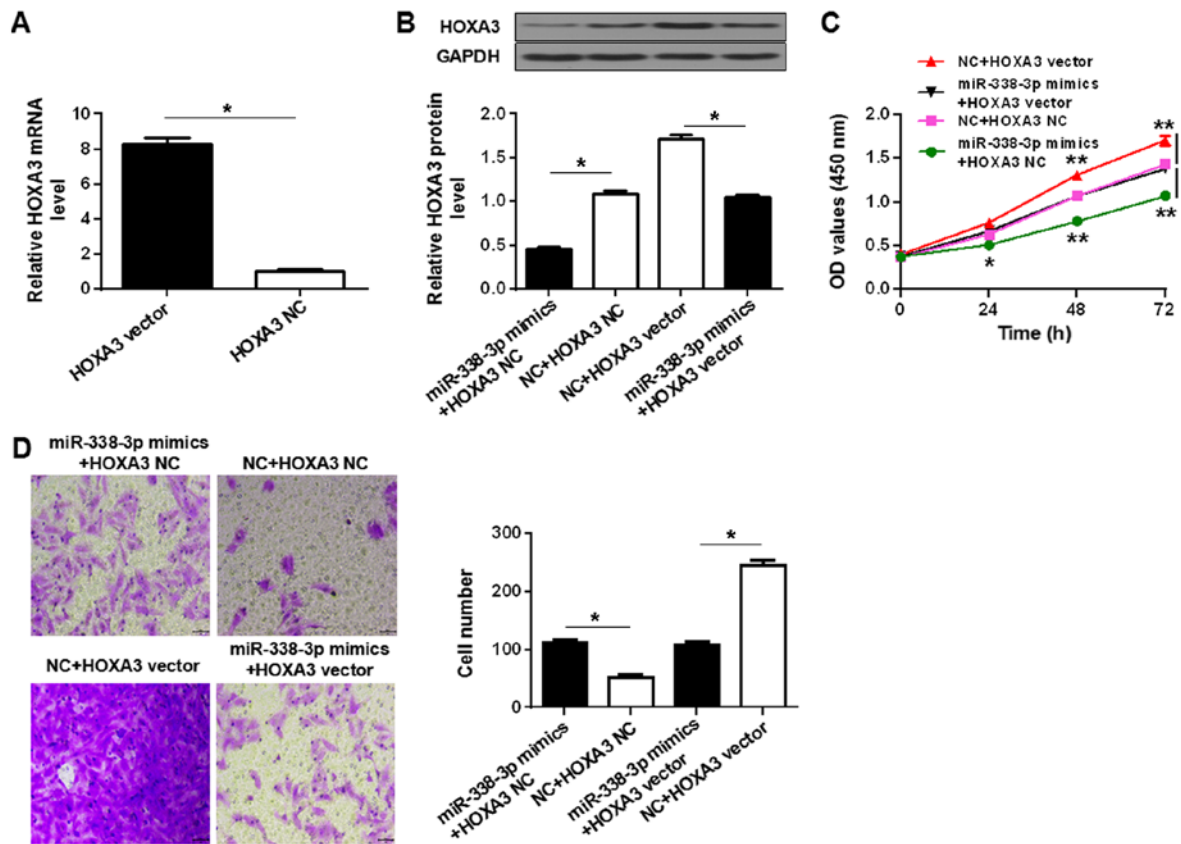 A
Relative HOXA3 mRNA
level
10
8
6
4
2
0
*
HOXA3 vector
HOXA3 NC
B
HOXA3
GAPDH
Relative HOXA3 protein
level
2.0
1.5
1.0
0.5
0.0
*
*
miR-338-3p mimics
+HOXA3 NC
NC+HOXA3 NC
NC+HOXA3 vector
miR-338-3p mimics
+HOXA3 vector
C
NC+HOXA3 vector
miR-338-3p mimics
+HOXA3 vector
NC+HOXA3 NC
miR-338-3p mimics
+HOXA3 NC
OD values (450 nm)
2.0
1.5
1.0
0.5
0.0
**
**
*
**
**
0
24
48
72
Time (h)
D
miR-338-3p mimics
+HOXA3 NC
NC+HOXA3 NC
NC+HOXA3 vector
miR-338-3p mimics
+HOXA3 vector
Cell number
300
200
100
0
*
*
miR-338-3p mimics
+HOXA3 NC
NC+HOXA3 NC
miR-338-3p mimics
+HOXA3 vector
NC+HOXA3 vector